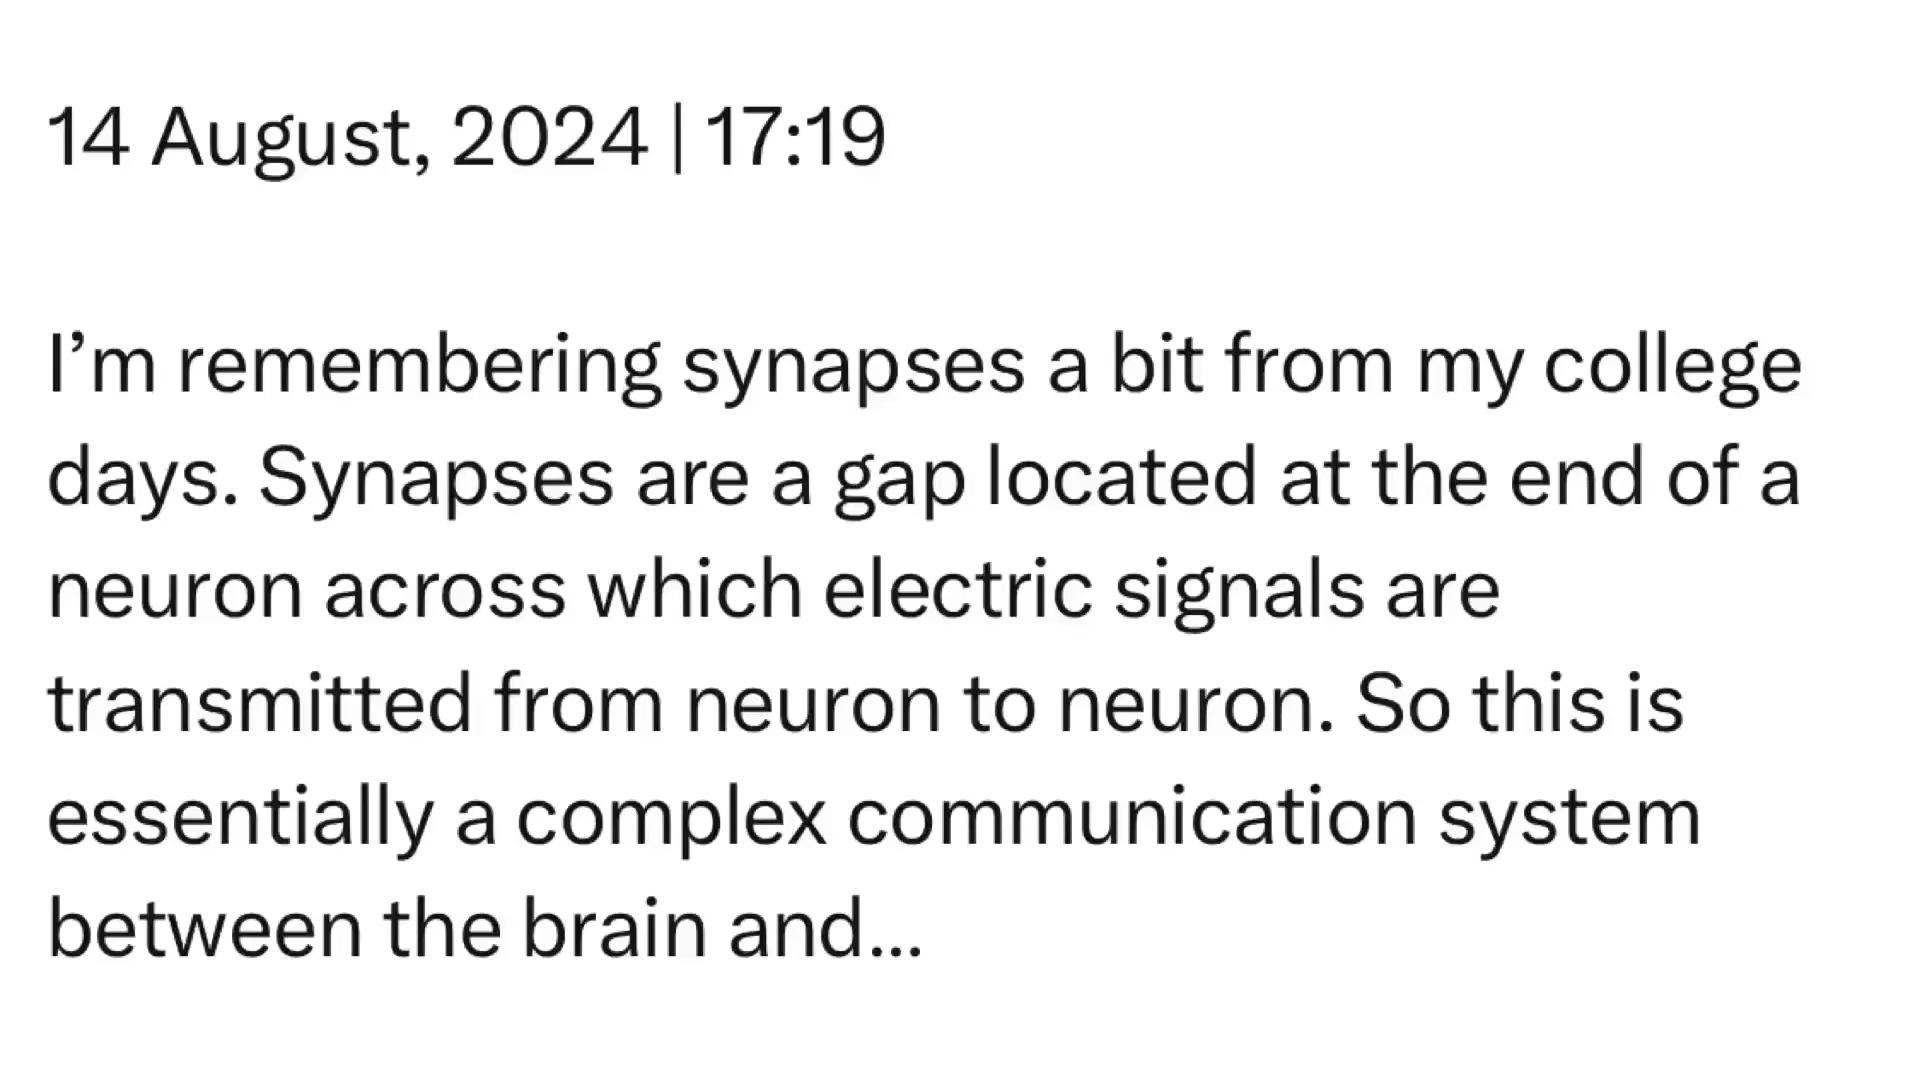 14 August, 2024 | 17:19
I’m remembering synapses a bit from my college
days. Synapses are a gap located at the end of a
neuron across which electric signals are
transmitted from neuron to neuron. So this is
essentially a complex communication system
between the brain and...